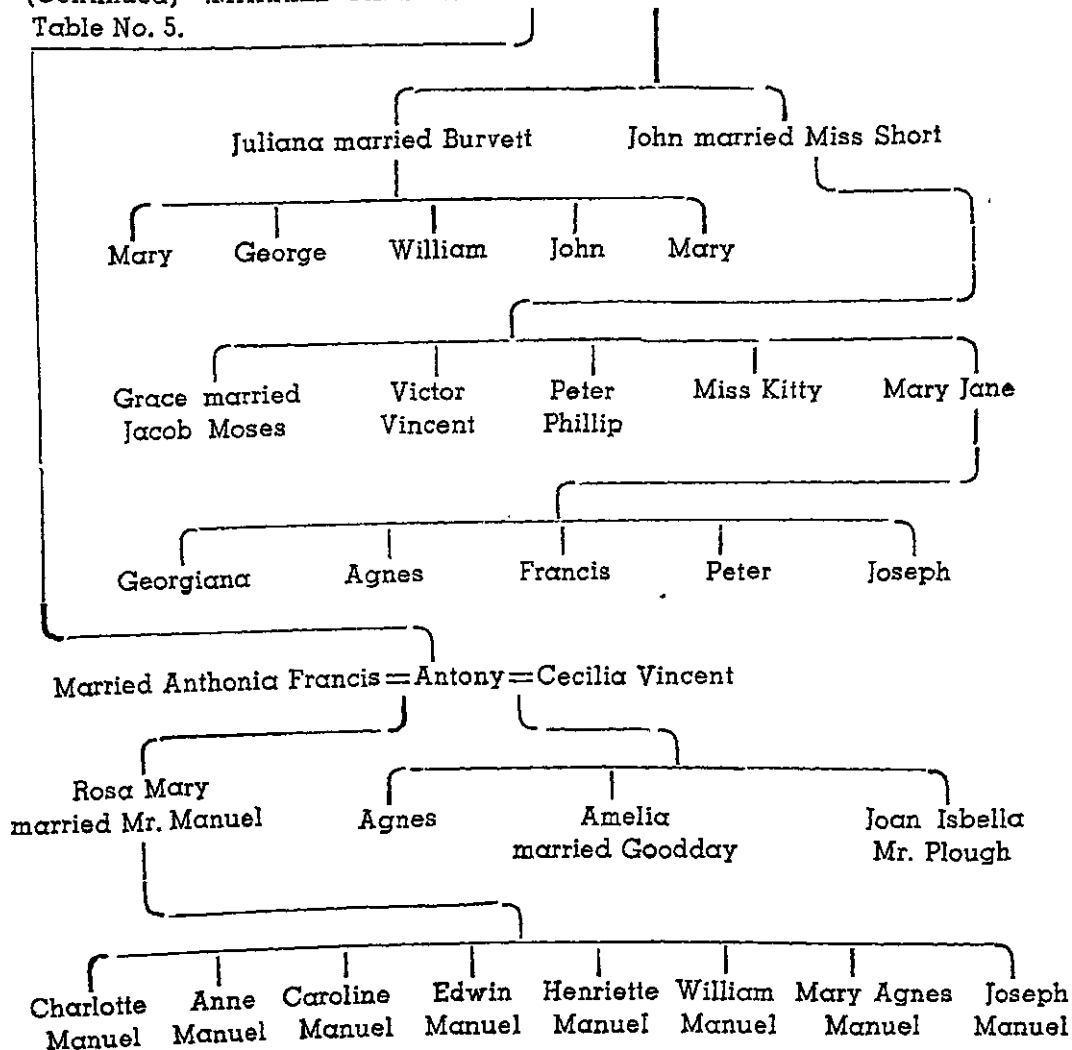 Table No. 5.
Juliana married Burvett John married Miss Short
Mary George William John Mary
Grace married Victor Peter Miss Kitty Mary Jane
Jacob Moses Vincent Phillip
Georgiana Agnes Francis Peter Joseph
Married Anthonia Francis=Antony=Cecilia Vincent
Rosa Mary
married Mr. Manuel
Agnes Amelia Joan Isbella
married Goodday Mr. Plough
Charlotte Anne Caroline Edwin Henriette William Mary Agnes Joseph
Manuel Manuel Manuel Manuel Manuel Manuel Manuel Manuel